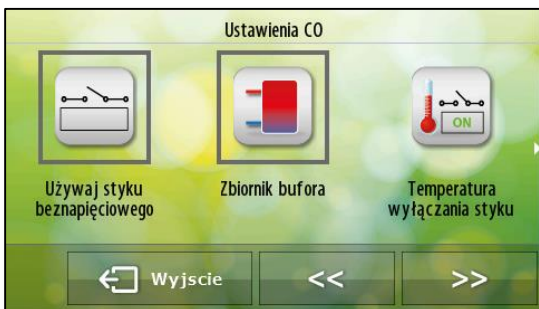 Ustawienia CO
ON
Używaj styku
beznapięciowego
Zbiornik bufora
Temperatura
wyłączania styku
Wyjscie
<<
>>